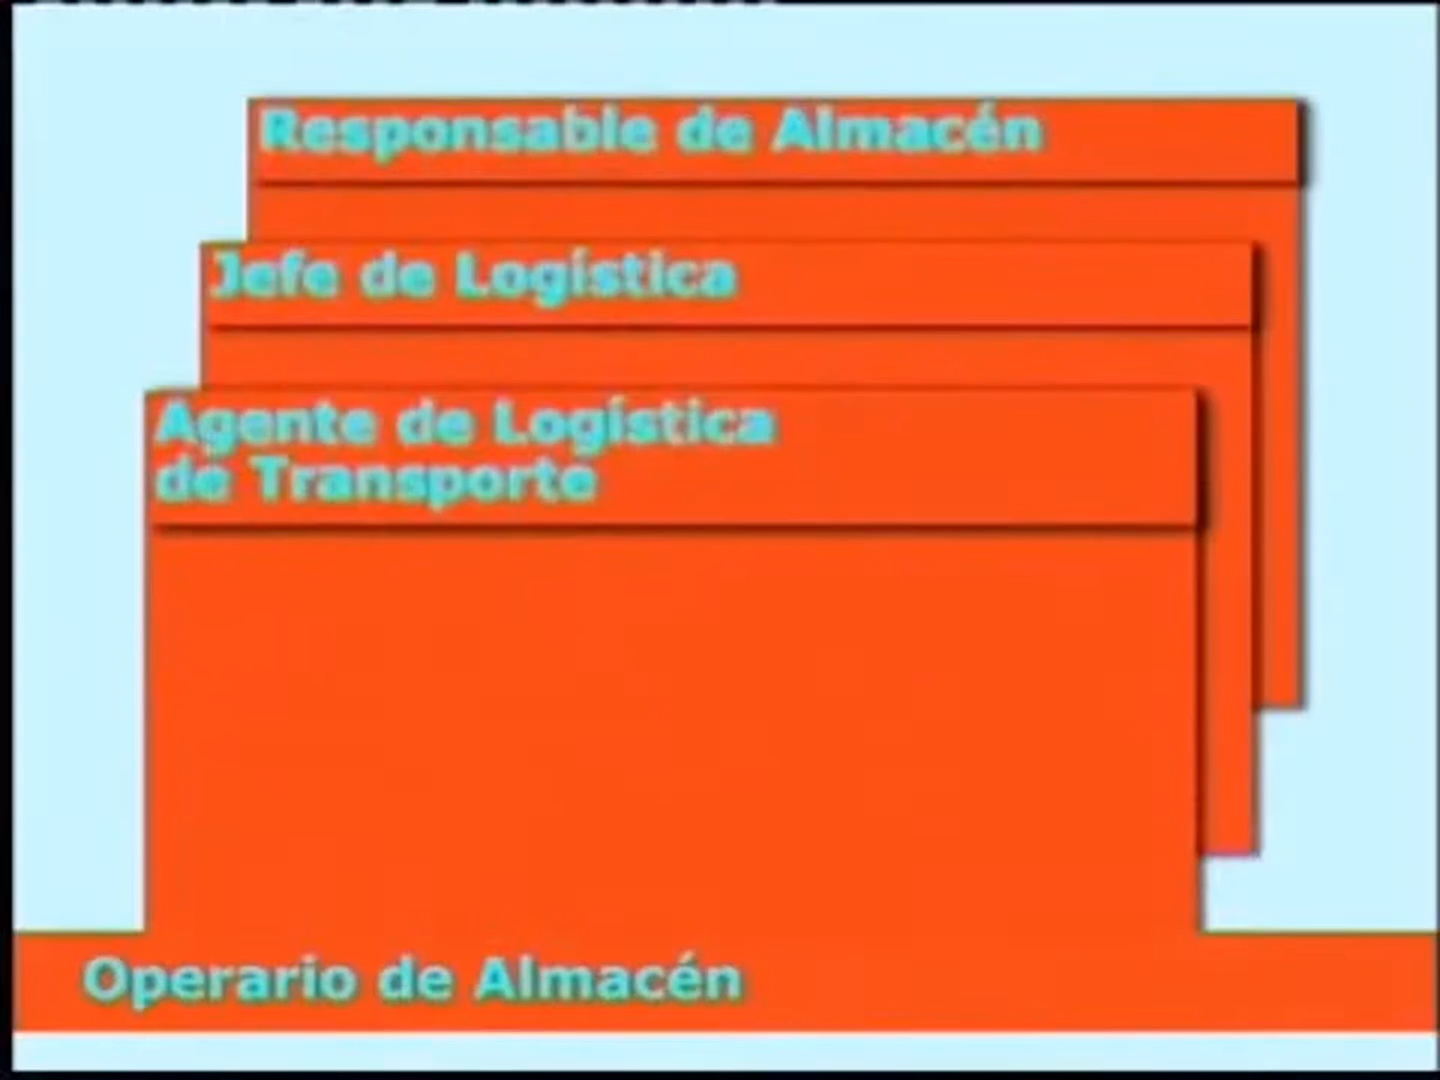 Responsable de Almacén
Jefe de Logística
Agente de Logística
de Transporte
Operario de Almacén